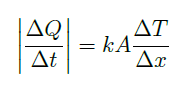 |ΔQ/Δt| = kA ΔT/Δx